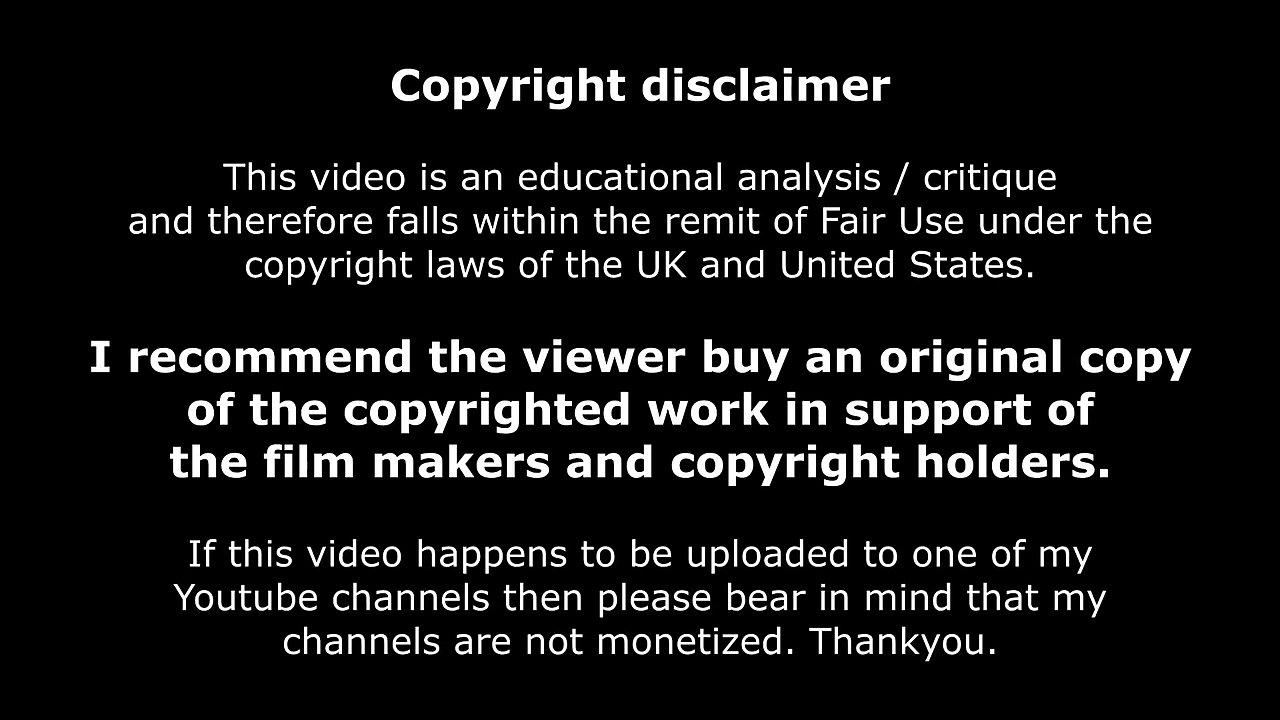 Copyright disclaimer
This video is an educational analysis / critique
and therefore falls within the remit of Fair Use under the
copyright laws of the UK and United States.
I recommend the viewer buy an original copy
of the copyrighted work in support of
the film makers and copyright holders.
If this video happens to be uploaded to one of my
Youtube channels then please bear in mind that my
channels are not monetized. Thankyou.